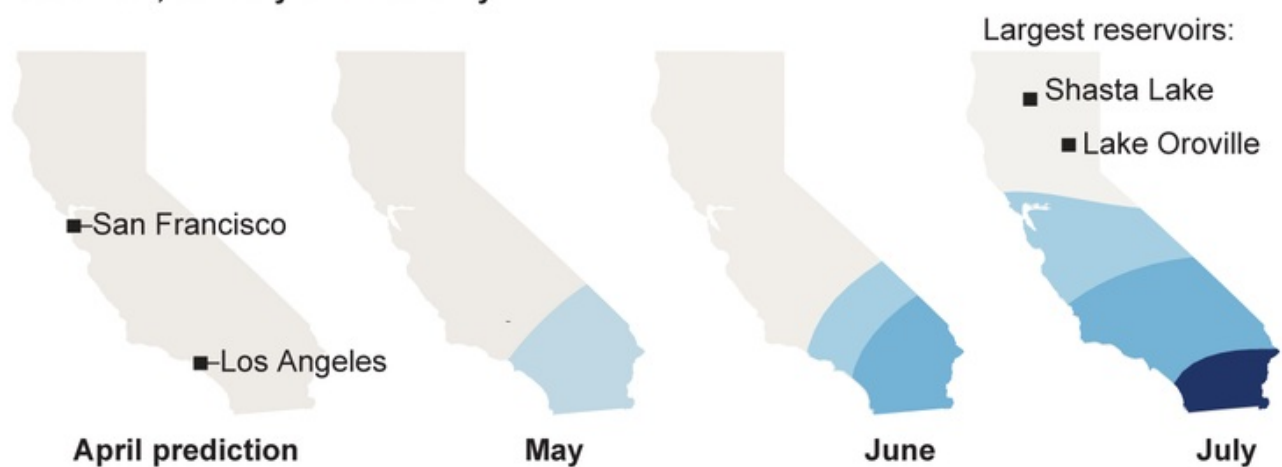 Largest reservoirs:
Shasta Lake
Lake Oroville
San Francisco
Los Angeles
April prediction
May
June
July